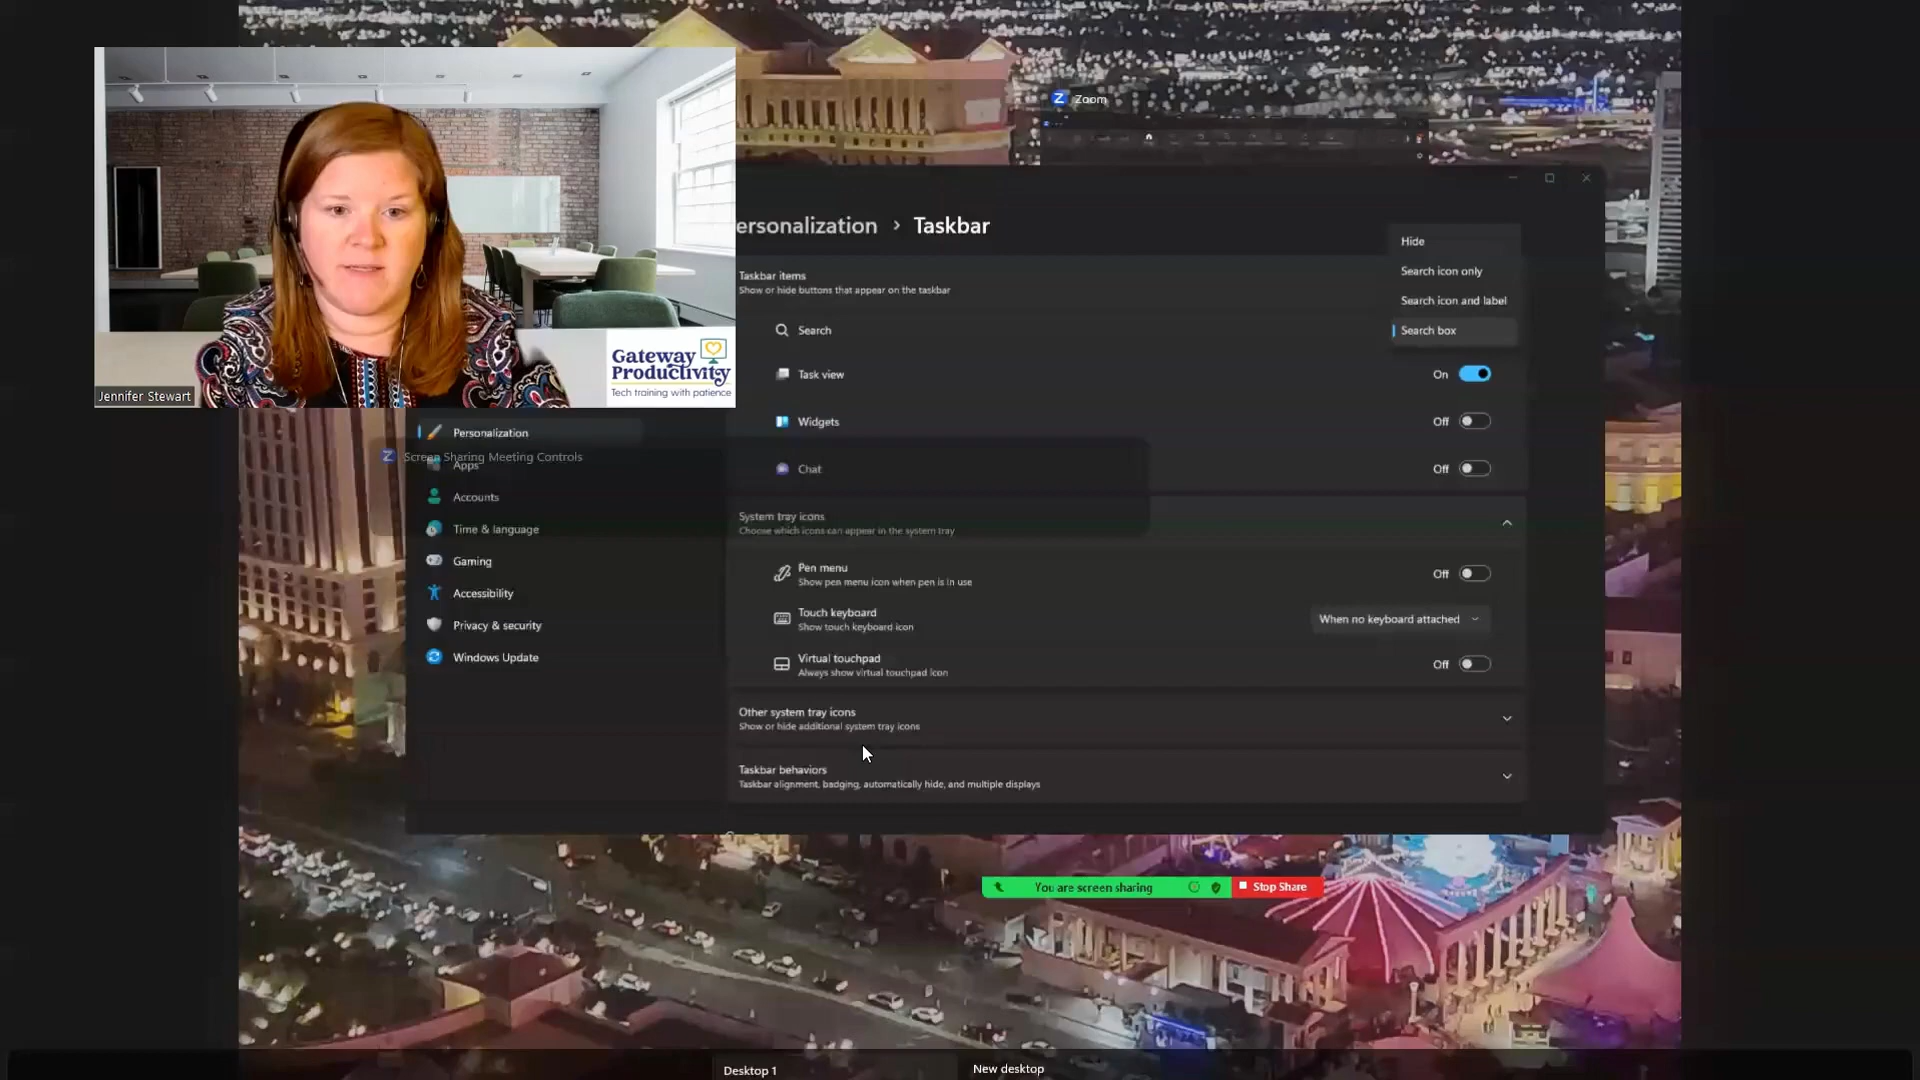 Zoom
Jennifer Stewart
Gateway
Productivity
Tech training with patience
ersonalization > Taskbar
Taskbar items
Show or hide buttons that appear on the taskbar
Hide
Search icon only
Search icon and label
Search box
Search
Task view
On
Widgets
Off
Chat
Off
Personalization
Screen Sharing Meeting Controls
Apps
Accounts
Time & language
Gaming
Accessibility
Privacy & security
Windows Update
System tray icons
Choose which icons can appear in the system tray
Pen menu
Show pen menu icon when pen is in use
Off
Touch keyboard
Show touch keyboard icon
When no keyboard attached
Virtual touchpad
Always show virtual touchpad icon
Off
Other system tray icons
Show or hide additional system tray icons
Taskbar behaviors
Taskbar alignment, badging, automatically hide, and multiple displays
You are screen sharing
Stop Share
Desktop 1
New desktop